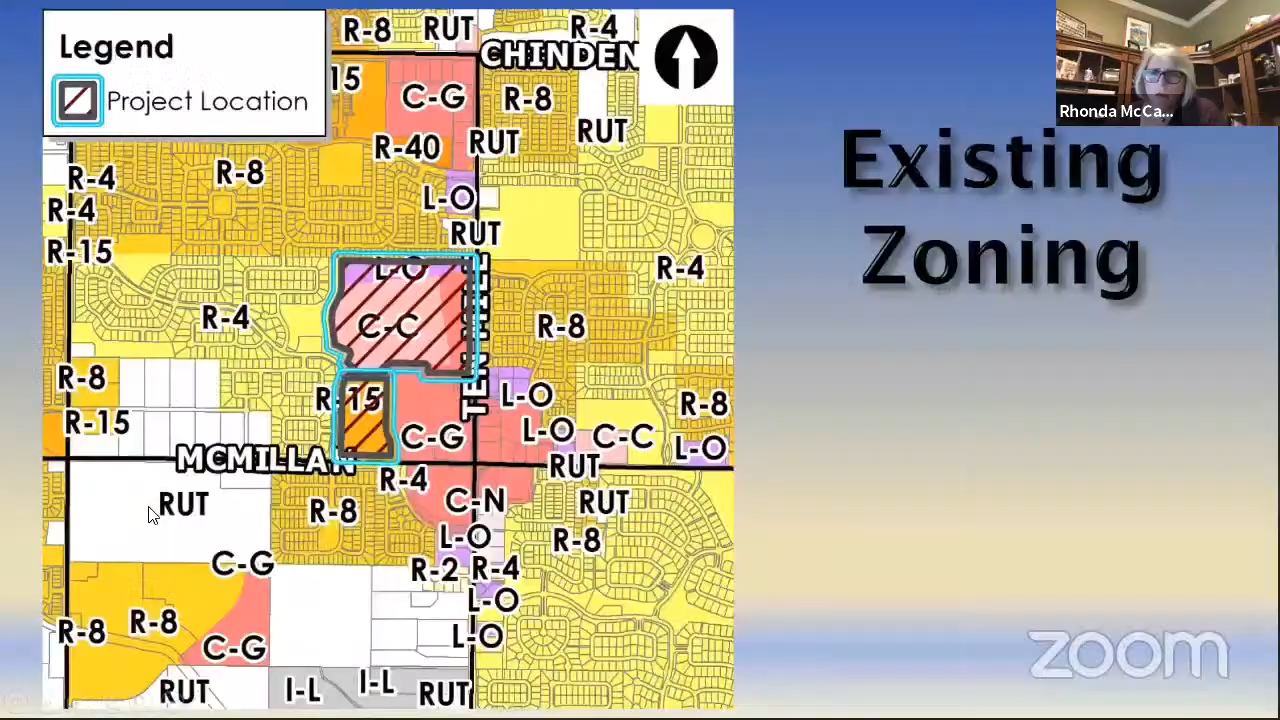 Legend
Project Location
R-8
RUT
R-4
CHINDEN
15
C-G
R-8
RUT
R-40
RUT
R-4
R-8
L-O
R-4
RUT
R-15
L-O
R-4
R-4
C-C
R-8
TEN MILE
R-8
R-15
L-O
R-8
R-15
C-G
L-O
C-C
L-O
MCMILLAN
RUT
R-4
RUT
C-N
RUT
R-8
L-O
R-8
C-G
R-2
R-4
L-O
R-8
R-8
C-G
L-O
RUT
I-L
I-L
RUT
Existing
Zoning
Rhonda McCa...
zoom